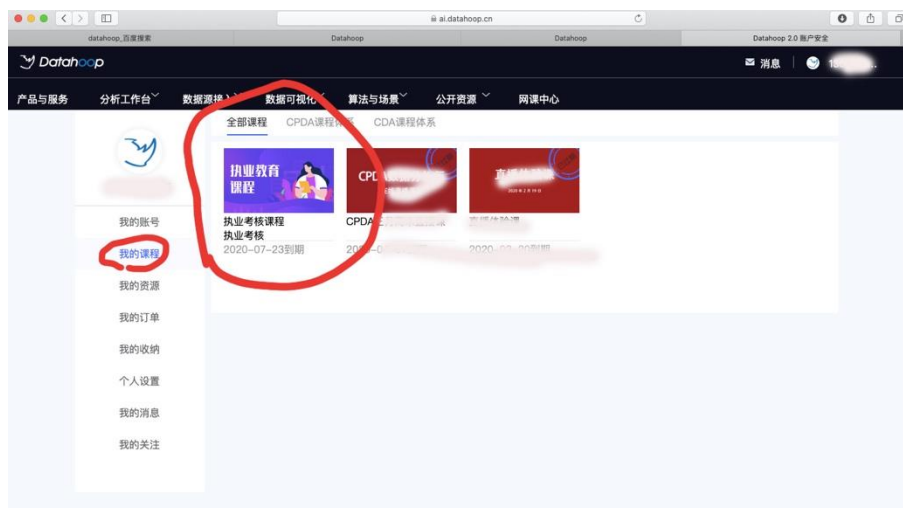 ai.datahoop.cn
datahoop_百度搜索
Datahoop
Datahoop
Datahoop 2.0 账户安全
Datahoop
消息
产品与服务
分析工作台
数据源接入
数据可视化
算法与场景
公开资源
网课中心
全部课程
CPDA课程体系
CDA课程体系
我的账号
我的课程
我的资源
我的订单
我的收纳
个人设置
我的消息
我的关注
执业教育
课程
执业考核课程
执业考核
2020-07-23到期
CPDA
直播体验课